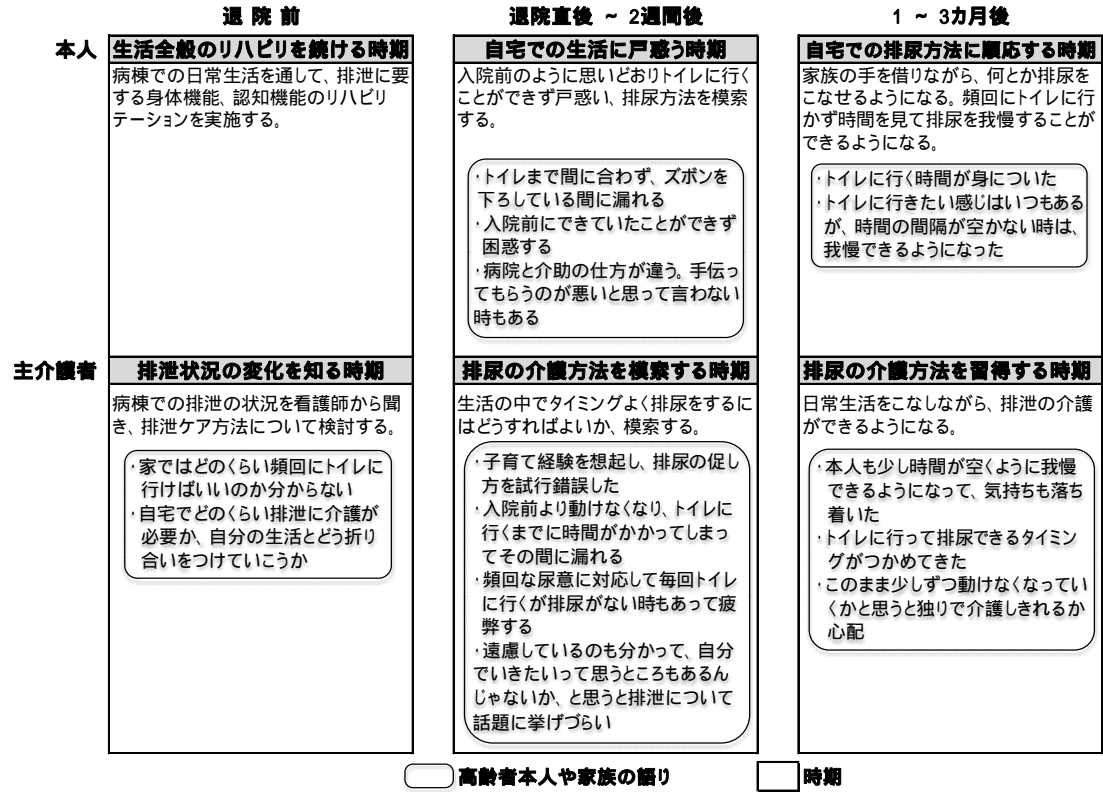 退 院 前
退院直後 ~ 2週間後
1 ~ 3カ月後
本人
生活全般のリハビリを続ける時期
病棟での日常生活を通して、排泄に要
する身体機能、認知機能のリハビリ
テーションを実施する。
自宅での生活に戸惑う時期
入院前のように思いどおりトイレに行く
ことができず戸惑い、排尿方法を模索
する。
・トイレまで間に合わず、ズボンを
下ろしている間に漏れる
・入院前にできていたことができず
困惑する
・病院と介助の仕方が違う。手伝っ
てもらうのが悪いと思って言わない
時もある
自宅での排尿方法に順応する時期
家族の手を借りながら、何とか排尿を
こなせるようになる。頻回にトイレに行
かず時間を見て排尿を我慢することが
できるようになる。
・トイレに行く時間が身についた
・トイレに行きたい感じはいつもある
が、時間の間隔が空かない時は、
我慢できるようになった
主介護者
排泄状況の変化を知る時期
病棟での排泄の状況を看護師から聞
き、排泄ケア方法について検討する。
・家ではどのくらい頻回にトイレに
行けばいいのか分からない
・自宅でどのくらい排泄に介護が
必要か、自分の生活とどう折り
合いをつけていこうか
排尿の介護方法を模索する時期
生活の中でタイミングよく排尿をするに
はどうすればよいか、模索する。
・子育て経験を想起し、排尿の促し
方を試行錯誤した
・入院前より動けなくなり、トイレに
行くまでに時間がかかってしまっ
てその間に漏れる
・頻回な尿意に対応して毎回トイレ
に行くが排尿がない時もあって疲
弊する
・遠慮しているのも分かって、自分
でいきたいって思うところもあるん
じゃないか、と思うと排泄について
話題に挙げづらい
排尿の介護方法を習得する時期
日常生活をこなしながら、排泄の介護
ができるようになる。
・本人も少し時間が空くように我慢
できるようになって、気持ちも落ち
着いた
・トイレに行って排尿できるタイミン
グがつかめてきた
・このまま少しずつ動けなくなってい
くかと思うと独りで介護しきれるか
心配
高齢者本人や家族の語り
時期